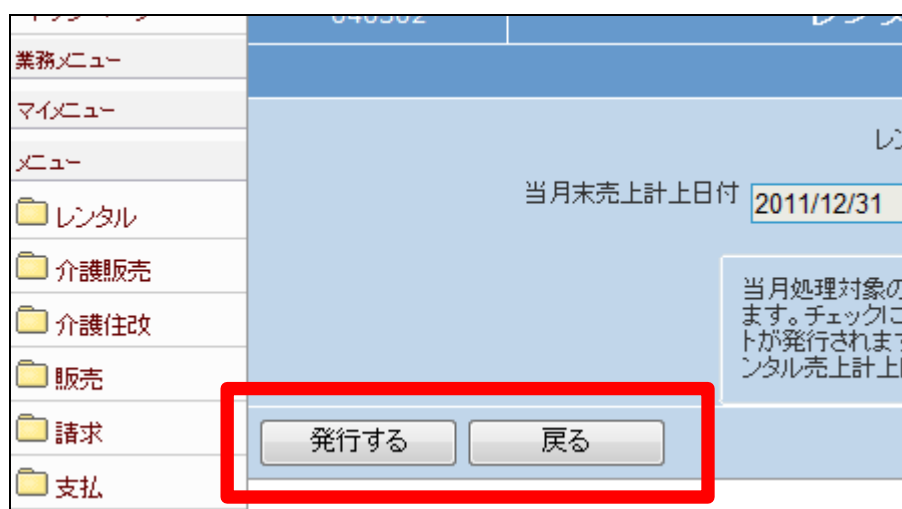 業務メニュー
マイメニュー
メニュー
レンタル
介護販売
介護住改
販売
請求
支払
当月末売上計上日付 2011/12/31
当月処理対象の
ます。チェックに
トが発行されます
ンタル売上計上
発行する 戻る